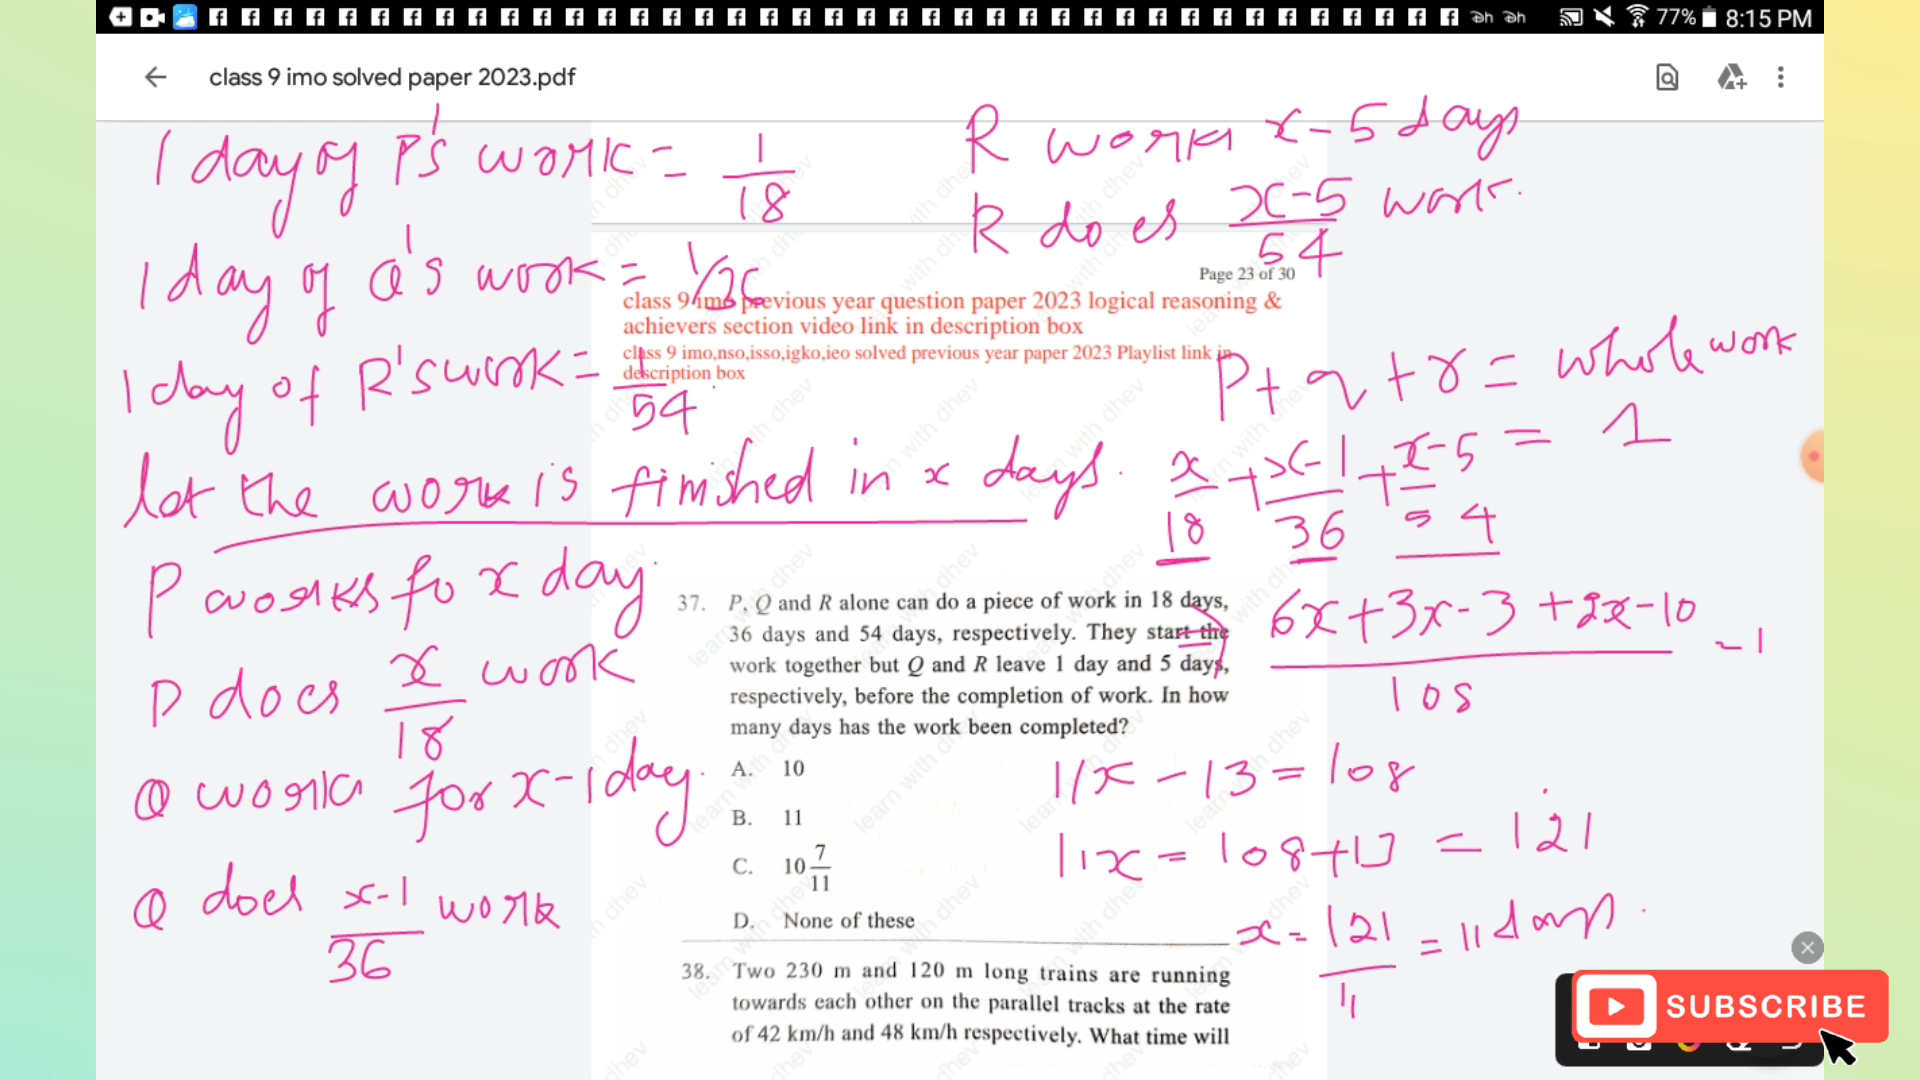 77% 8:15 PM
class 9 imo solved paper 2023.pdf
1 day of P's work = 1/18
1 day of Q's work = 1/36
1 day of R's work = 1/54
let the work is finished in x days.
P works fo x day
P does x/18 work
Q work for x-1 day.
Q does x-1/36 work
R work x-5 days
R does x-5/54 work.
Page 23 of 30
class 9 imo previous year question paper 2023 logical reasoning &
achievers section video link in description box
class 9 imo,nso,isso,igko,ieo solved previous year paper 2023 Playlist link in
description box
P+q+r = whole work
x/18 + x-1/36 + x-5/54 = 1
⇒ 6x+3x-3+2x-10/108 = 1
11x - 13 = 108
11x = 108+13 = 121
x = 121/11 = 11 days.
37. P, Q and R alone can do a piece of work in 18 days,
36 days and 54 days, respectively. They start the
work together but Q and R leave 1 day and 5 days,
respectively, before the completion of work. In how
many days has the work been completed?
A. 10
B. 11
C. 10 7/11
D. None of these
38. Two 230 m and 120 m long trains are running
towards each other on the parallel tracks at the rate
of 42 km/h and 48 km/h respectively. What time will
learn with dhev
SUBSCRIBE